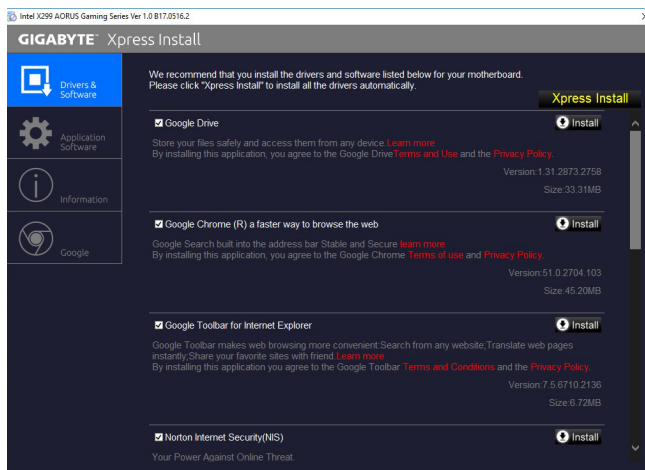 Intel X299 AORUS Gaming Series Ver 1.0 B17.0516.2
GIGABYTE™ Xpress Install
Drivers &
Software
Application
Software
Information
Google
We recommend that you install the drivers and software listed below for your motherboard.
Please click "Xpress Install" to install all the drivers automatically.
Xpress Install
Google Drive
Install
Store your files safely and access them from any device.Learn more
By installing this application, you agree to the Google DriveTerms and Use and the Privacy Policy.
Version:1.31.2873.2758
Size:33.31MB
Google Chrome (R) a faster way to browse the web
Install
Google Search built into the address bar Stable and Secure learn more
By installing this application, you agree to the Google Chrome Terms of use and Privacy Policy.
Version:51.0.2704.103
Size:45.20MB
Google Toolbar for Internet Explorer
Install
Google Toolbar makes web browsing more convenient:Search from any website;Translate web pages
instantly;Share your favorite sites with friend.Learn more
By installing this application you agree to the Google Toolbar Terms and Conditions and the Privacy Policy.
Version:7.5.6710.2136
Size:6.72MB
Norton Internet Security(NIS)
Install
Your Power Against Online Threat.